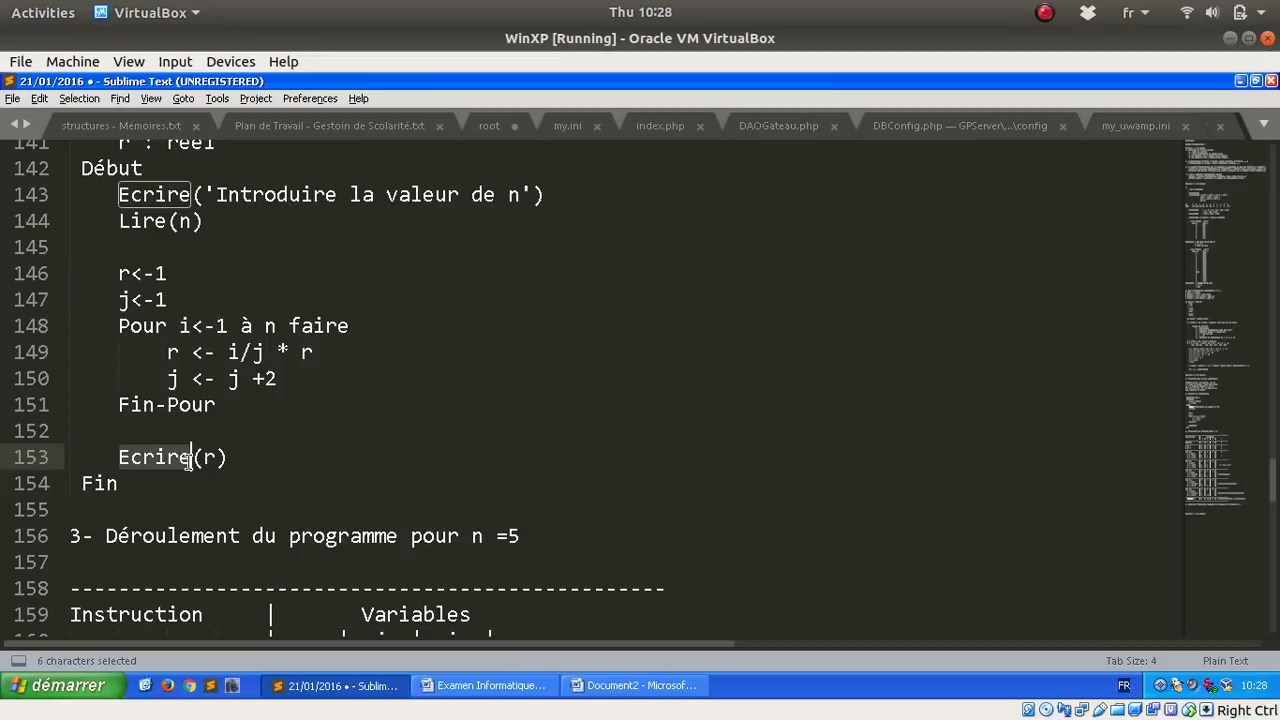 Activities VirtualBox Thu 10:28 fr
WinXP [Running] - Oracle VM VirtualBox
File Machine View Input Devices Help
21/01/2016 • - Sublime Text (UNREGISTERED)
File Edit Selection Find View Goto Tools Project Preferences Help
structures - Mémoires.txt × Plan de Travail - Gestoin de Scolarité.txt × root my.ini × index.php × DAOGateau.php × DBConfig.php — GPServer\...\config × my_uwamp.ini × ×
141 r : reel
142 Début
143 Ecrire('Introduire la valeur de n')
144 Lire(n)
145
146 r<-1
147 j<-1
148 Pour i<-1 à n faire
149 r <- i/j * r
150 j <- j +2
151 Fin-Pour
152
153 Ecrire(r)
154 Fin
155
156 3- Déroulement du programme pour n =5
157
158 -------------------------------------------------
159 Instruction | Variables
6 characters selected Tab Size: 4 Plain Text
démarrer 21/01/2016 • - Sublim... Examen Informatique... Document2 - Microsof... FR 10:28
Right Ctrl